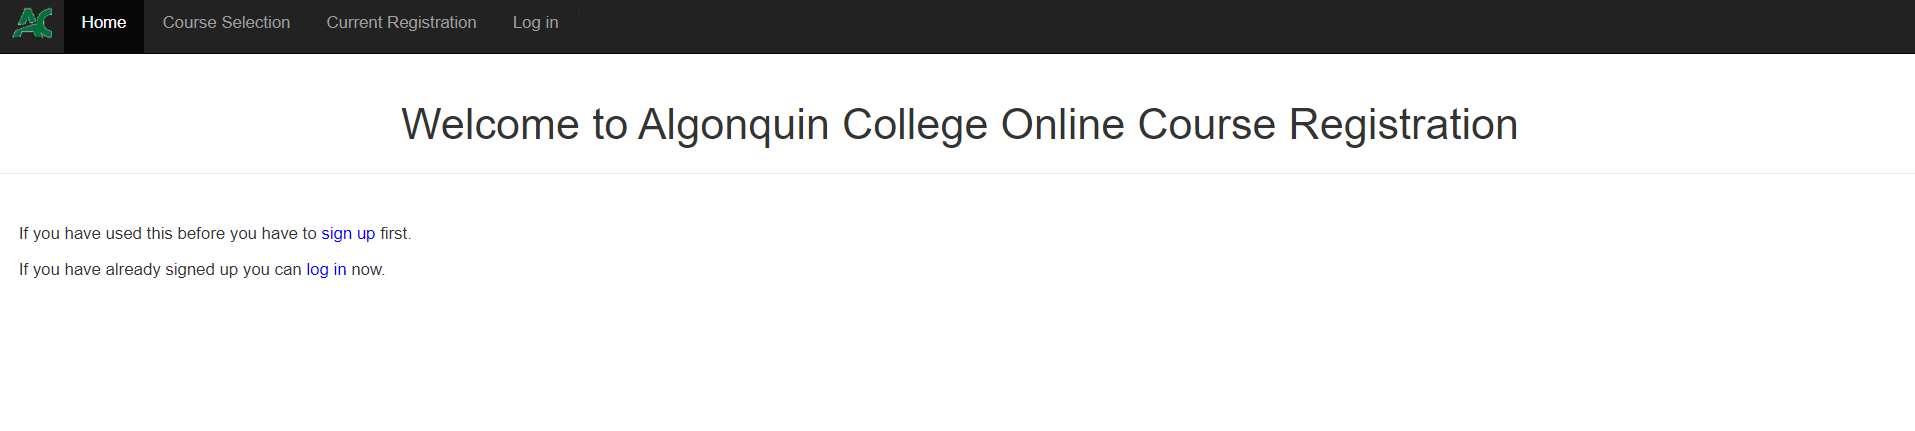 AC Home Course Selection Current Registration Log in
Welcome to Algonquin College Online Course Registration
If you have used this before you have to sign up first.
If you have already signed up you can log in now.